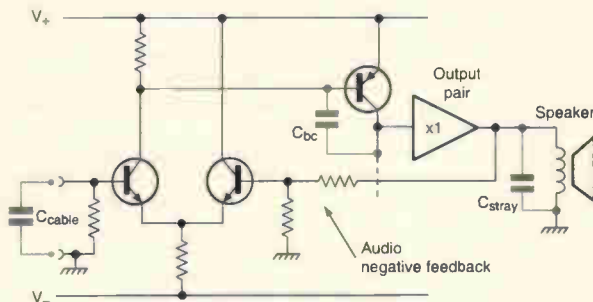 V+
Output
pair
Speaker
Cbc
x1
Ccable
Cstray
Audio
negative feedback
V–